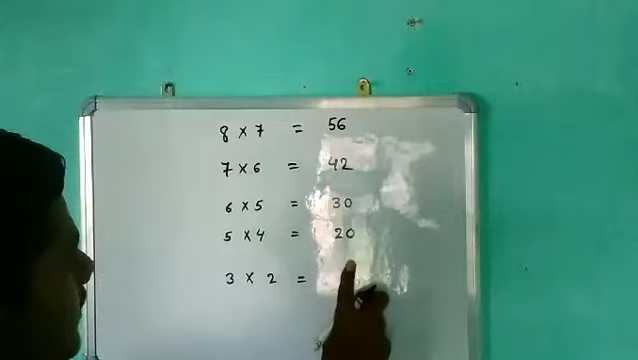 8 × 7 = 56
7 × 6 = 42
6 × 5 = 30
5 × 4 = 20
3 × 2 =